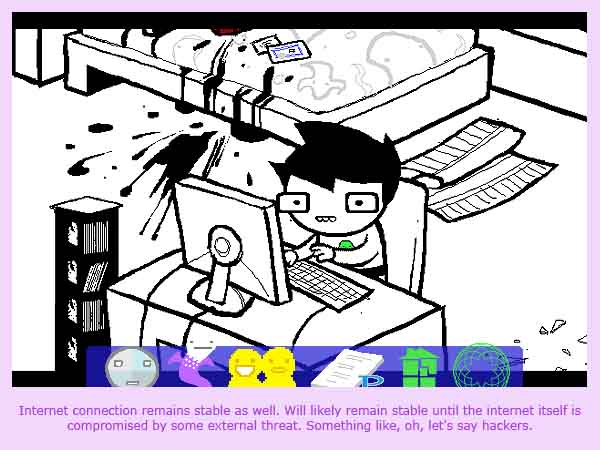 Internet connection remains stable as well. Will likely remain stable until the internet itself is
compromised by some external threat. Something like, oh, let's say hackers.